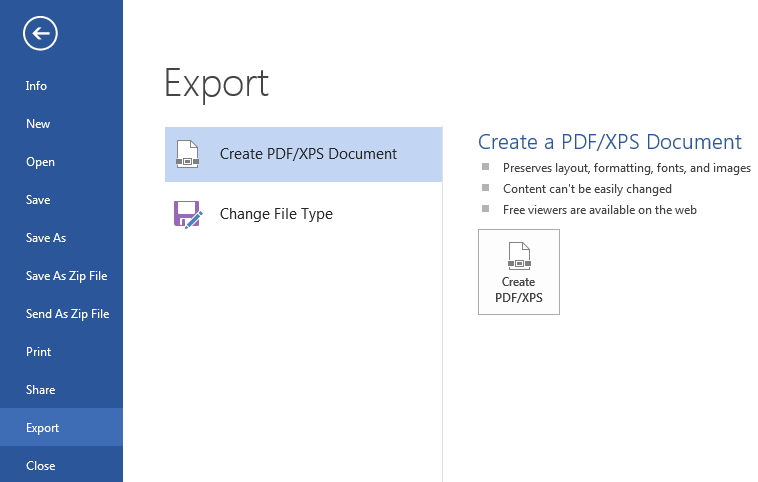 Info
New
Open
Save
Save As
Save As Zip File
Send As Zip File
Print
Share
Export
Close
Export
Create PDF/XPS Document
Change File Type
Create a PDF/XPS Document
Preserves layout, formatting, fonts, and images
Content can't be easily changed
Free viewers are available on the web
Create
PDF/XPS